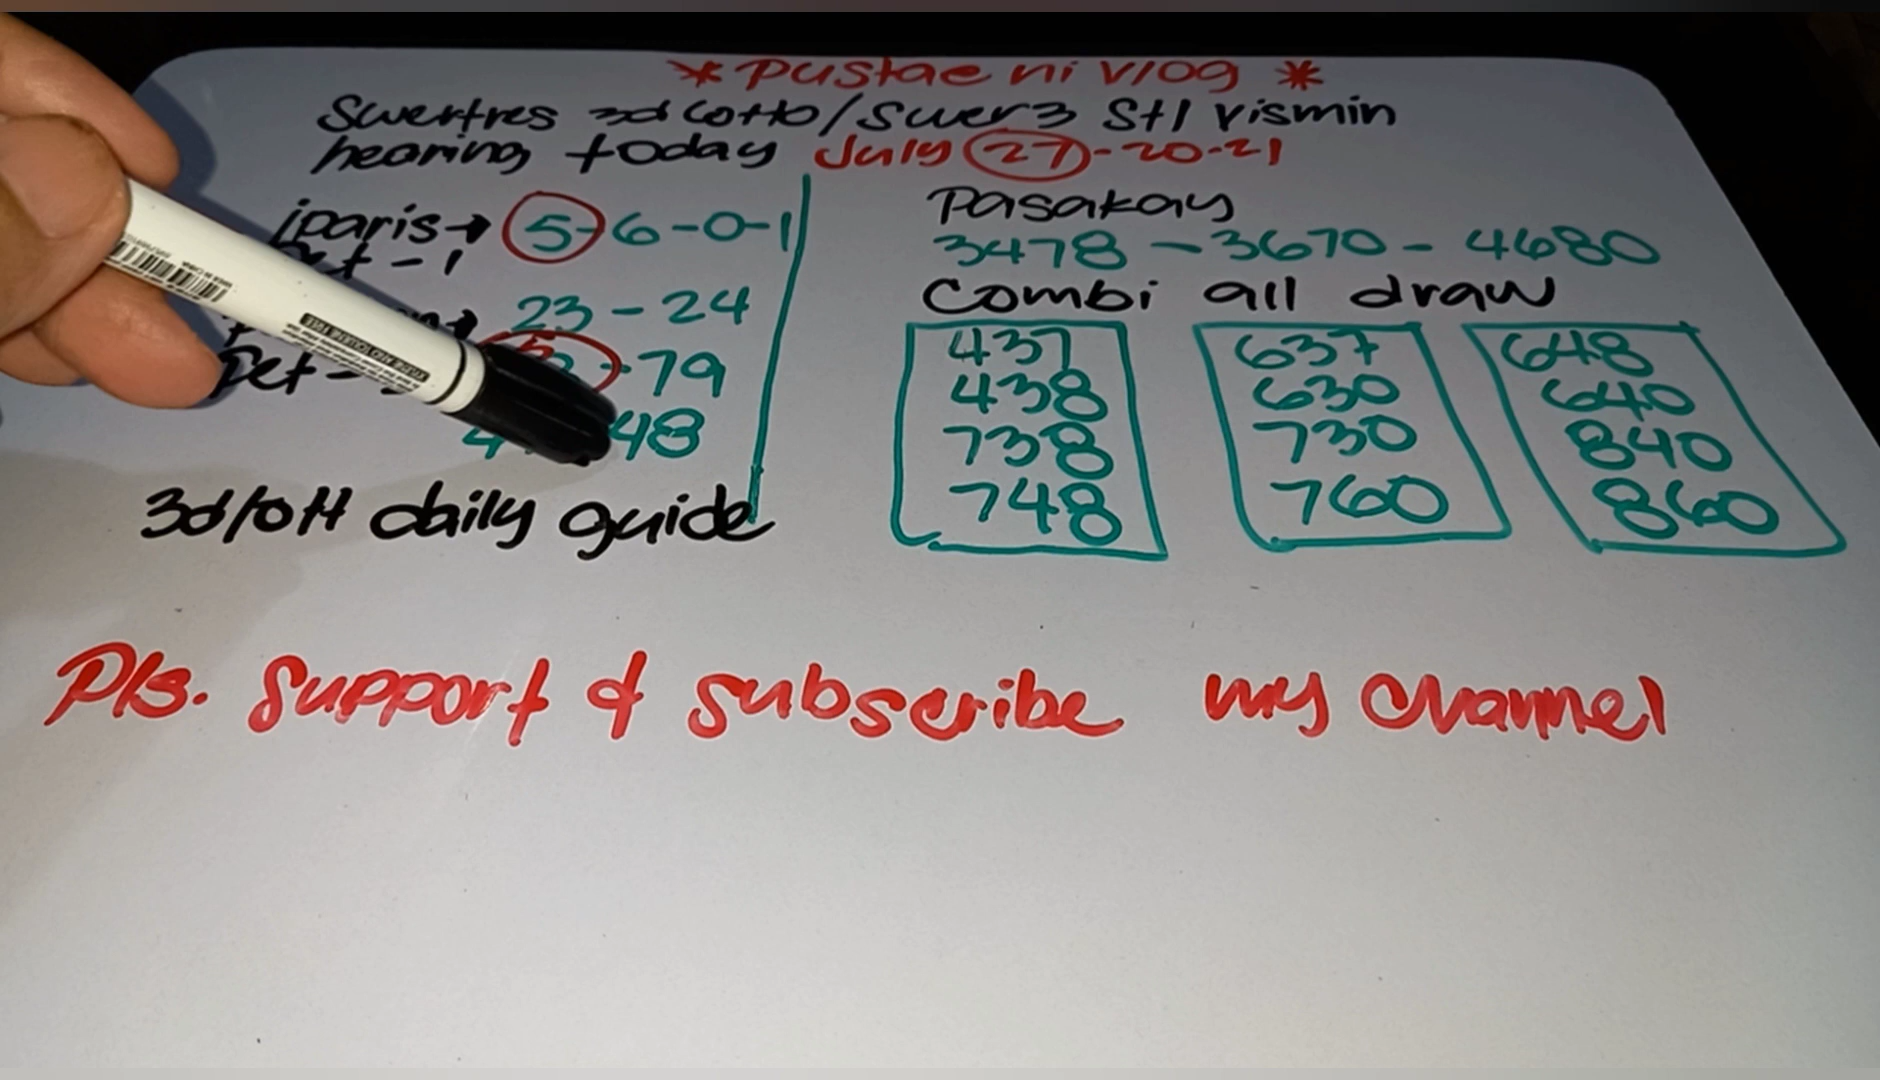 * Pustae ni vlog *
Swertres 3d Lotto/Swer3 Stl vismin
hearing today July 27-20-21
iparis → 5-6-0-1
- 1
23-24
-79
48
3d/ott daily guide
Pasakay
3478-3670-4680
Combi all draw
437
438
738
748
637
630
730
760
648
640
840
860
Pls. Support & subscribe my channel